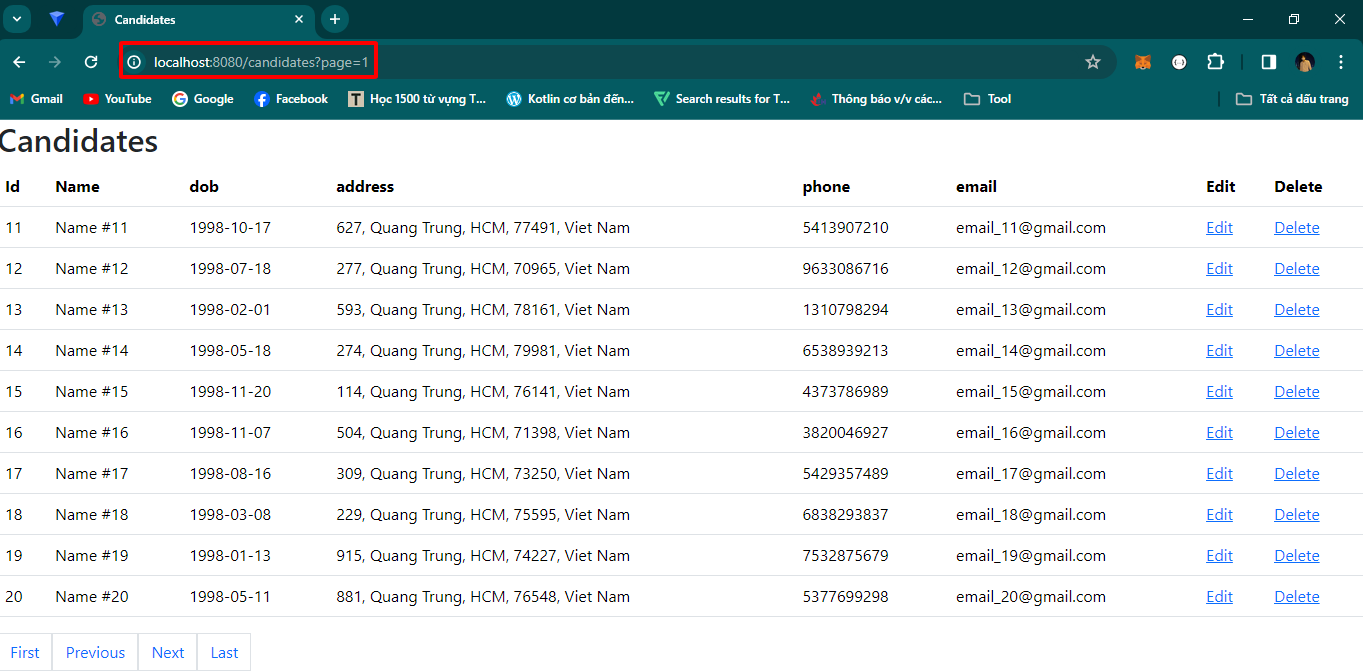 Candidates
localhost:8080/candidates?page=1
Gmail YouTube Google Facebook Học 1500 từ vựng T... Kotlin cơ bản đến... Search results for T... Thông báo v/v các... Tool Tất cả dấu trang
Candidates
Id Name dob address phone email Edit Delete
11 Name #11 1998-10-17 627, Quang Trung, HCM, 77491, Viet Nam 5413907210 email_11@gmail.com Edit Delete
12 Name #12 1998-07-18 277, Quang Trung, HCM, 70965, Viet Nam 9633086716 email_12@gmail.com Edit Delete
13 Name #13 1998-02-01 593, Quang Trung, HCM, 78161, Viet Nam 1310798294 email_13@gmail.com Edit Delete
14 Name #14 1998-05-18 274, Quang Trung, HCM, 79981, Viet Nam 6538939213 email_14@gmail.com Edit Delete
15 Name #15 1998-11-20 114, Quang Trung, HCM, 76141, Viet Nam 4373786989 email_15@gmail.com Edit Delete
16 Name #16 1998-11-07 504, Quang Trung, HCM, 71398, Viet Nam 3820046927 email_16@gmail.com Edit Delete
17 Name #17 1998-08-16 309, Quang Trung, HCM, 73250, Viet Nam 5429357489 email_17@gmail.com Edit Delete
18 Name #18 1998-03-08 229, Quang Trung, HCM, 75595, Viet Nam 6838293837 email_18@gmail.com Edit Delete
19 Name #19 1998-01-13 915, Quang Trung, HCM, 74227, Viet Nam 7532875679 email_19@gmail.com Edit Delete
20 Name #20 1998-05-11 881, Quang Trung, HCM, 76548, Viet Nam 5377699298 email_20@gmail.com Edit Delete
First Previous Next Last